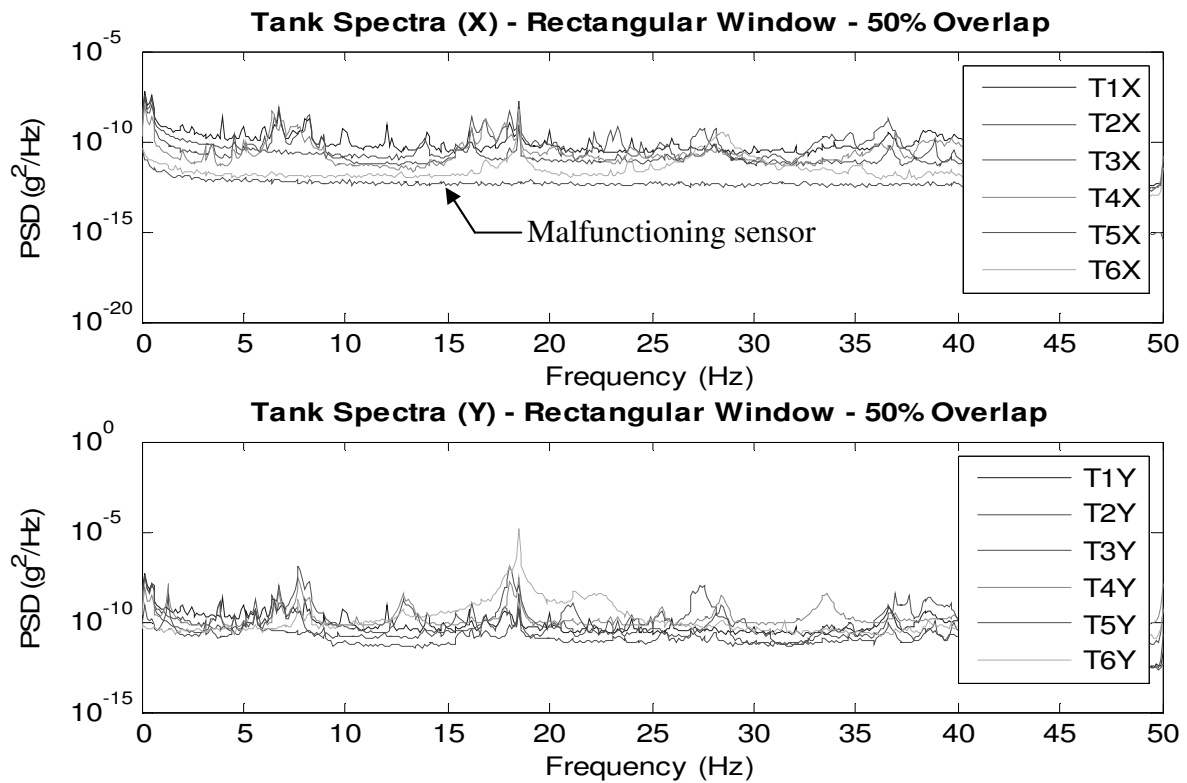 Tank Spectra (X) - Rectangular Window - 50% Overlap
10^-5
10^-10
10^-15
10^-20
PSD (g^2/Hz)
T1X
T2X
T3X
T4X
T5X
T6X
Malfunctioning sensor
0 5 10 15 20 25 30 35 40 45 50
Frequency (Hz)
Tank Spectra (Y) - Rectangular Window - 50% Overlap
10^0
10^-5
10^-10
10^-15
PSD (g^2/Hz)
T1Y
T2Y
T3Y
T4Y
T5Y
T6Y
0 5 10 15 20 25 30 35 40 45 50
Frequency (Hz)